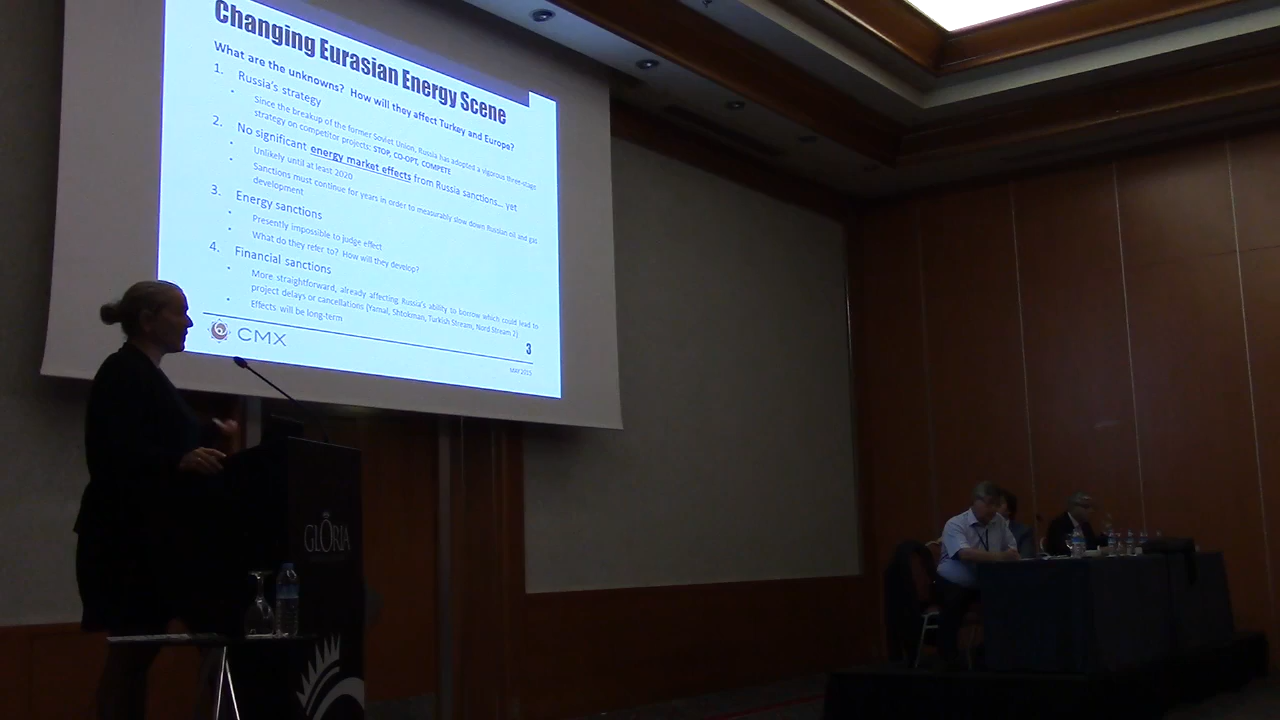 Changing Eurasian Energy Scene
What are the unknowns? How will they affect Turkey and Europe?
1. Russia's strategy
• Since the breakup of the former Soviet Union, Russia has adopted a vigorous three-stage
strategy on competitor projects: STOP, CO-OPT, COMPETE
2. No significant energy market effects from Russia sanctions... yet
• Unlikely until at least 2020
• Sanctions must continue for years in order to measurably slow down Russian oil and gas
development
3. Energy sanctions
• Presently impossible to judge effect
• What do they refer to? How will they develop?
4. Financial sanctions
• More straightforward, already affecting Russia's ability to borrow which could lead to
project delays or cancellations (Yamal, Shtokman, Turkish Stream, Nord Stream 2)
• Effects will be long-term
CMX
3
MAY2015
GLORIA